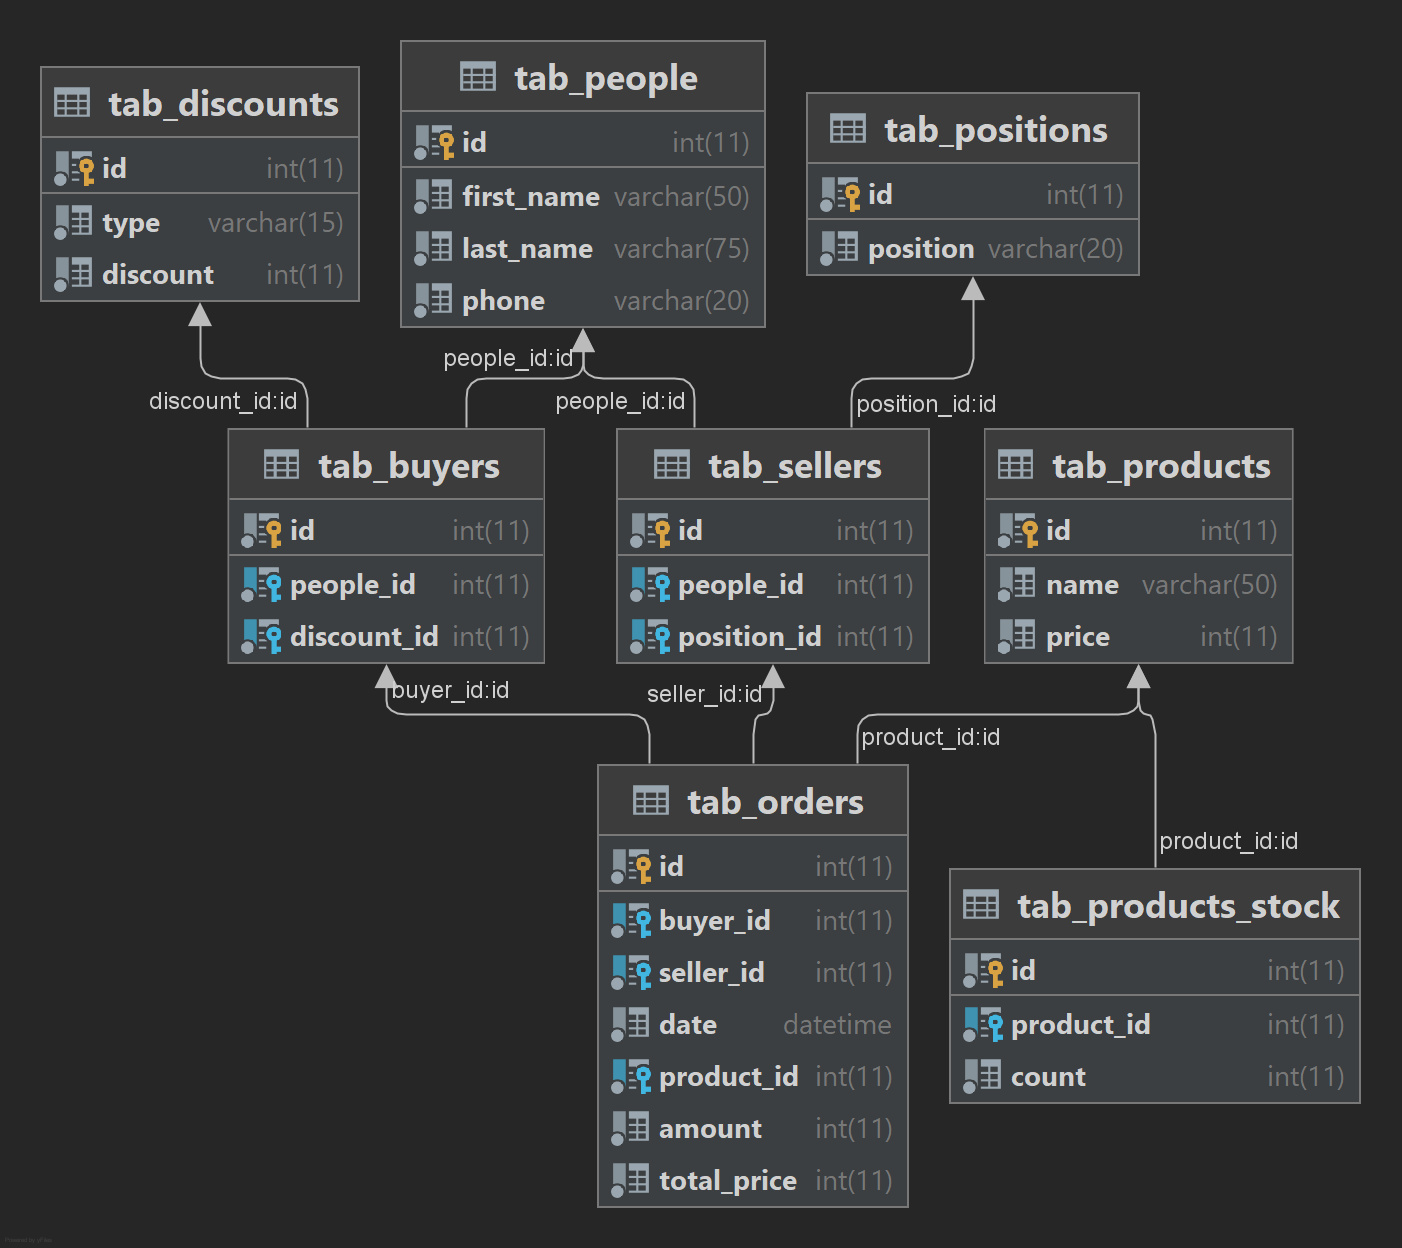 tab_discounts
id int(11)
type varchar(15)
discount int(11)
tab_people
id int(11)
first_name varchar(50)
last_name varchar(75)
phone varchar(20)
tab_positions
id int(11)
position varchar(20)
discount_id:id
people_id:id
people_id:id
position_id:id
tab_buyers
id int(11)
people_id int(11)
discount_id int(11)
tab_sellers
id int(11)
people_id int(11)
position_id int(11)
tab_products
id int(11)
name varchar(50)
price int(11)
buyer_id:id
seller_id:id
product_id:id
product_id:id
tab_orders
id int(11)
buyer_id int(11)
seller_id int(11)
date datetime
product_id int(11)
amount int(11)
total_price int(11)
tab_products_stock
id int(11)
product_id int(11)
count int(11)
Powered by yFiles